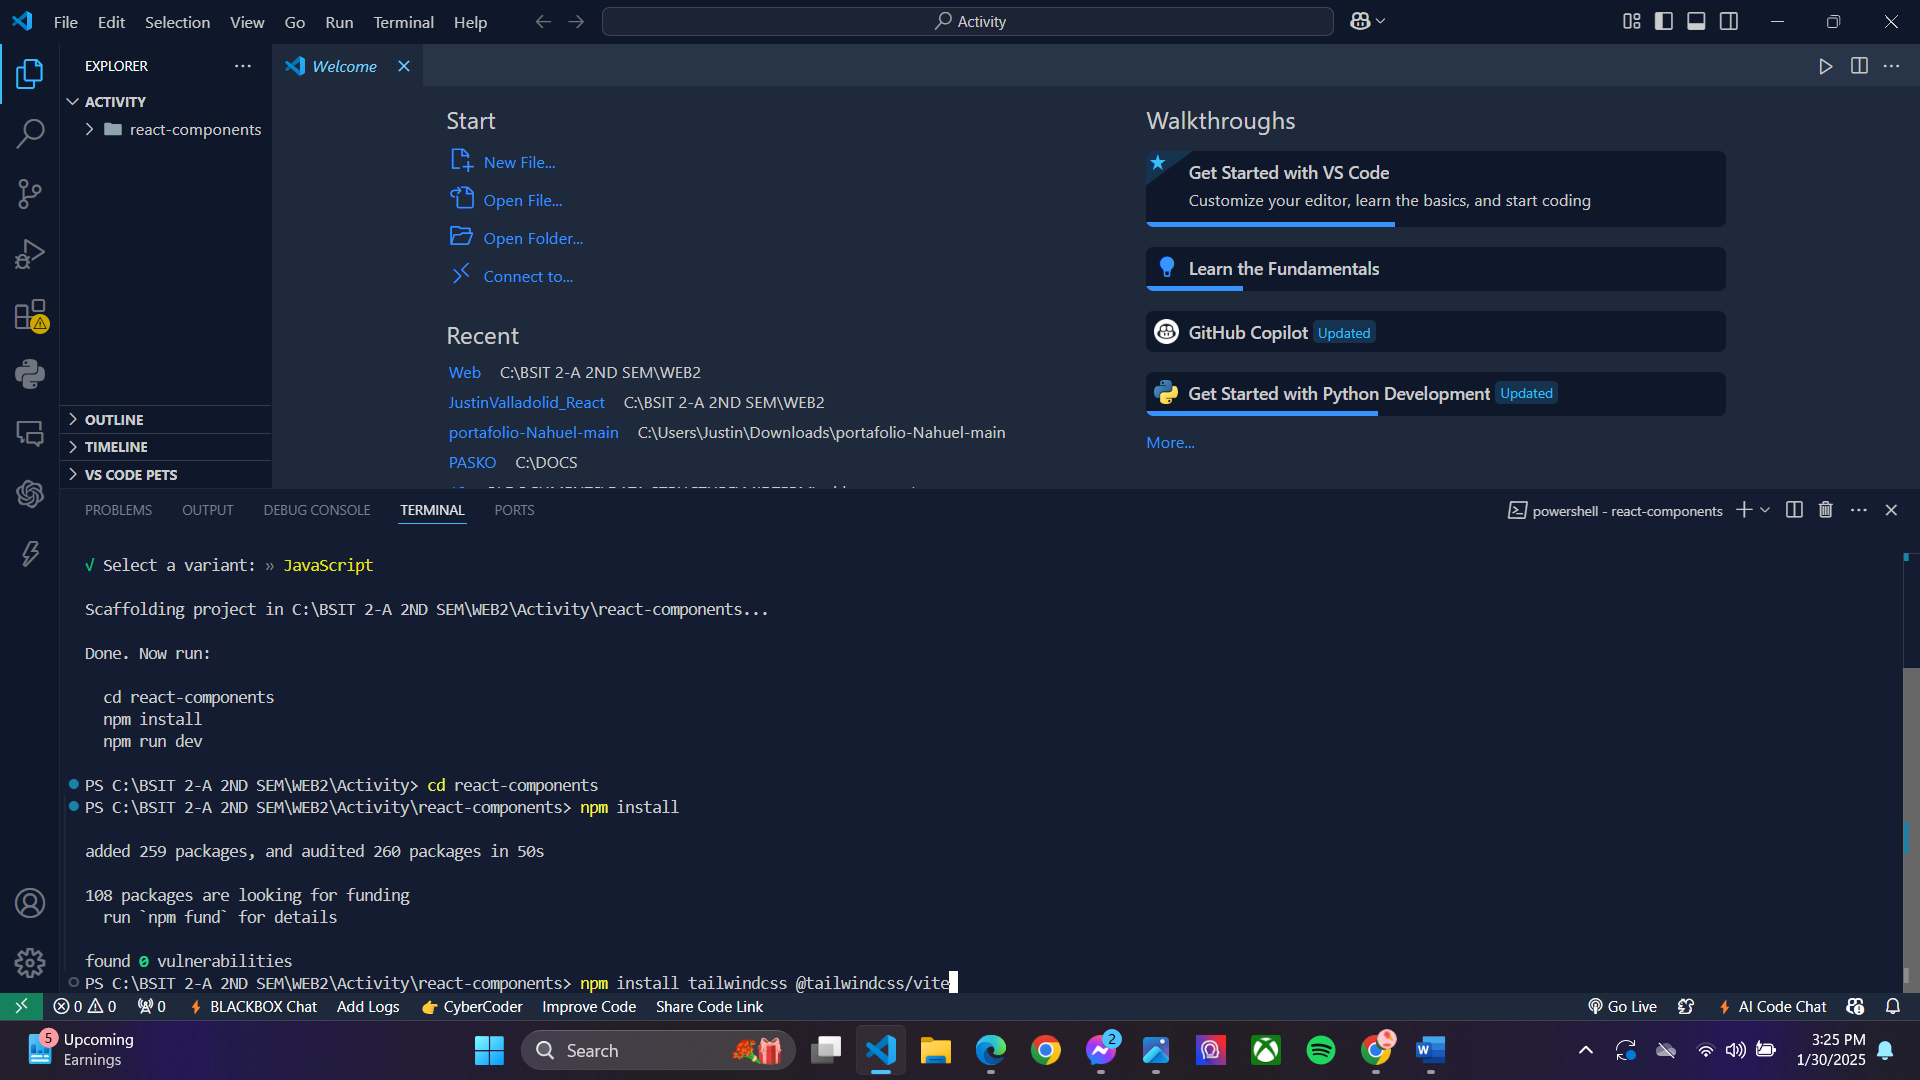 File Edit Selection View Go Run Terminal Help
Activity
EXPLORER
ACTIVITY
react-components
OUTLINE
TIMELINE
VS CODE PETS
Welcome
Start
New File...
Open File...
Open Folder...
Connect to...
Recent
Web C:\BSIT 2-A 2ND SEM\WEB2
JustinValladolid_React C:\BSIT 2-A 2ND SEM\WEB2
portafolio-Nahuel-main C:\Users\Justin\Downloads\portafolio-Nahuel-main
PASKO C:\DOCS
Walkthroughs
Get Started with VS Code
Customize your editor, learn the basics, and start coding
Learn the Fundamentals
GitHub Copilot Updated
Get Started with Python Development Updated
More...
PROBLEMS OUTPUT DEBUG CONSOLE TERMINAL PORTS
powershell - react-components
√ Select a variant: » JavaScript
Scaffolding project in C:\BSIT 2-A 2ND SEM\WEB2\Activity\react-components...
Done. Now run:
cd react-components
npm install
npm run dev
PS C:\BSIT 2-A 2ND SEM\WEB2\Activity> cd react-components
PS C:\BSIT 2-A 2ND SEM\WEB2\Activity\react-components> npm install
added 259 packages, and audited 260 packages in 50s
108 packages are looking for funding
run `npm fund` for details
found 0 vulnerabilities
PS C:\BSIT 2-A 2ND SEM\WEB2\Activity\react-components> npm install tailwindcss @tailwindcss/vite
0 0 0 BLACKBOX Chat Add Logs CyberCoder Improve Code Share Code Link
Go Live AI Code Chat
5
Upcoming
Earnings
Search
2
3:25 PM
1/30/2025